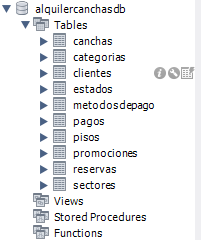 alquilercanchasdb
Tables
canchas
categorias
clientes
estados
metodosdepago
pagos
pisos
promociones
reservas
sectores
Views
Stored Procedures
Functions